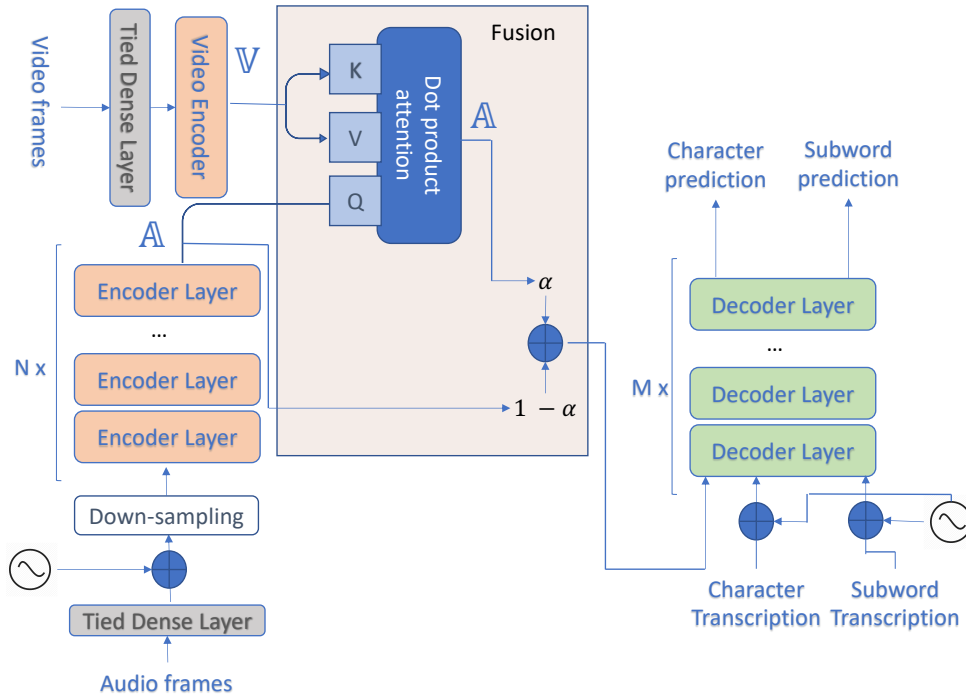 Video frames
Tied Dense Layer
Video Encoder
𝕍
Fusion
K
V
Q
Dot product
attention
𝔸
𝔸
N x
Encoder Layer
...
Encoder Layer
Encoder Layer
Down-sampling
Tied Dense Layer
Audio frames
α
1 − α
Character
prediction
Subword
prediction
M x
Decoder Layer
...
Decoder Layer
Decoder Layer
Character
Transcription
Subword
Transcription